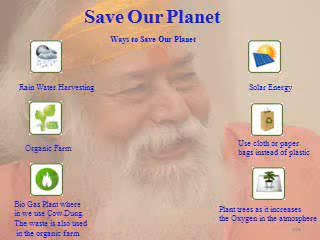 Save Our Planet
Ways to Save Our Planet
Rain Water Harvesting
Solar Energy
Organic Farm
Use cloth or paper
bags instead of plastic
Bio Gas Plant where
in we use Cow Dung.
The waste is also used
in the organic farm
Plant trees as it increases
the Oxygen in the atmosphere